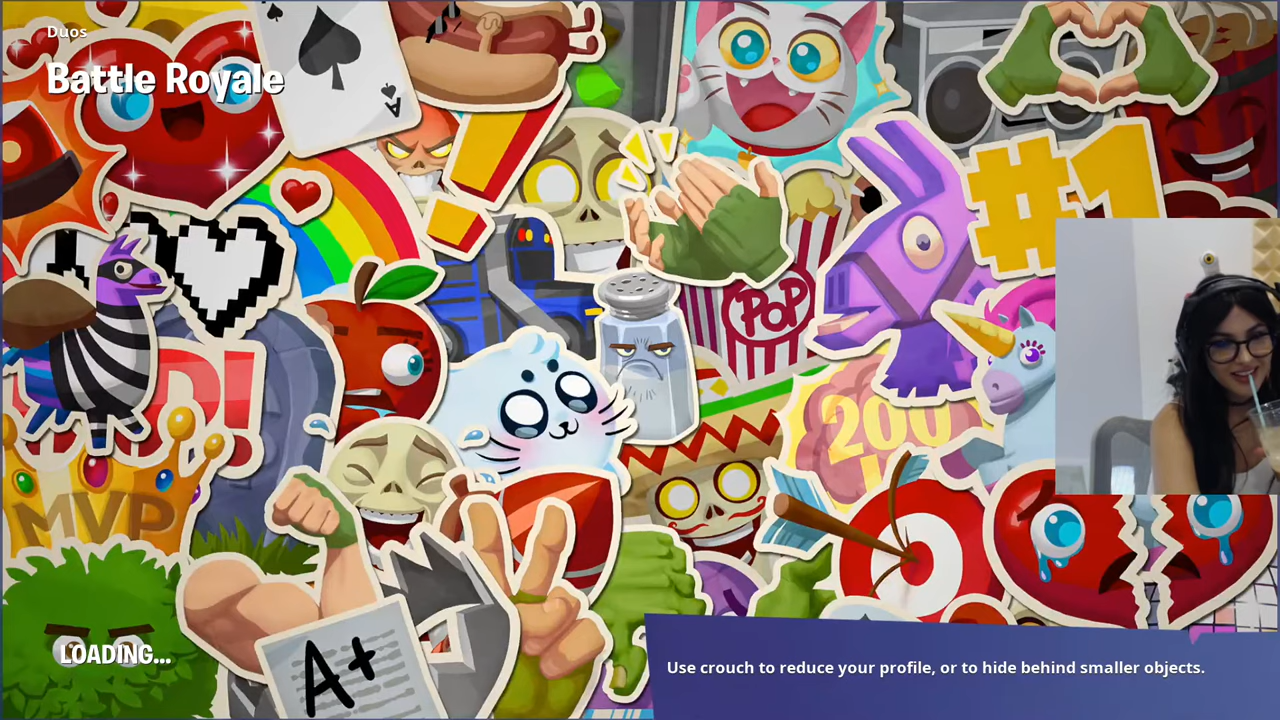 Duos
Battle Royale
A
#1
POP
200
MVP
A+
LOADING...
Use crouch to reduce your profile, or to hide behind smaller objects.